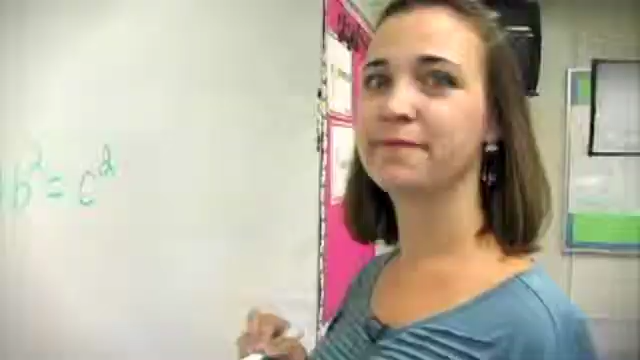 b² = c²